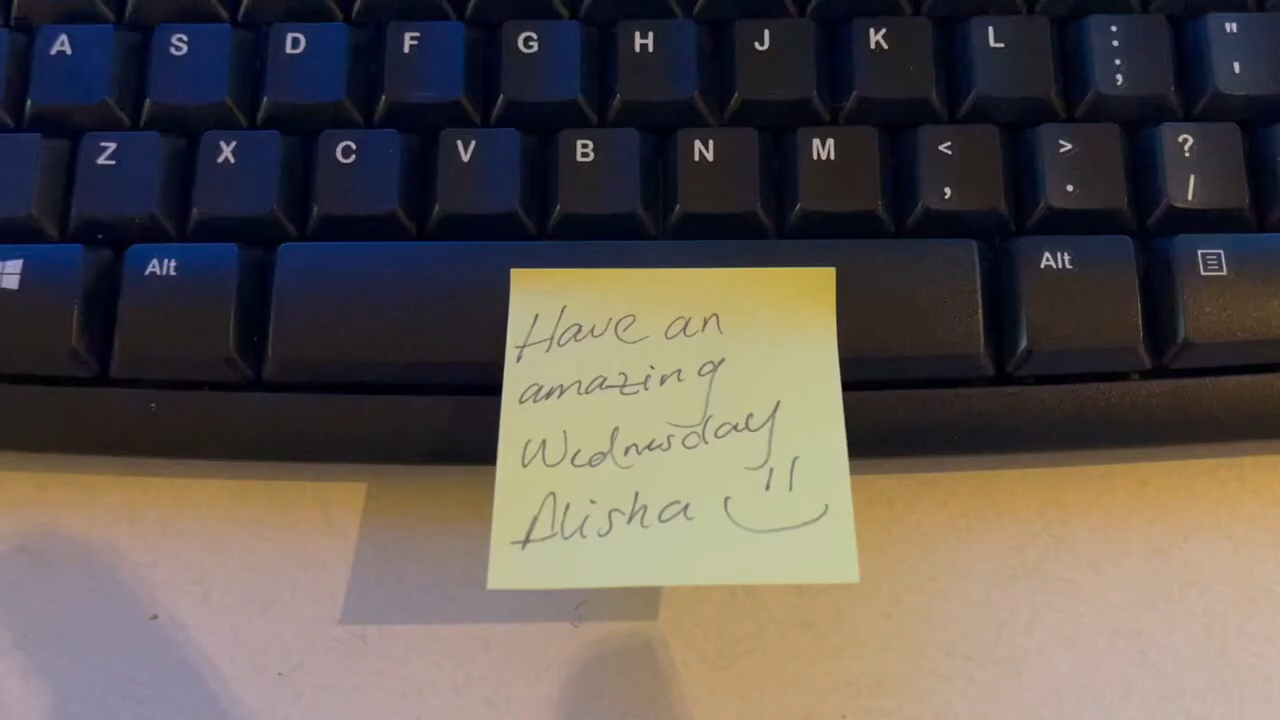 A S D F G H J K L : ; " '
Z X C V B N M < , > . ? /
Alt Alt
Have an
amazing
Wednesday
Alisha